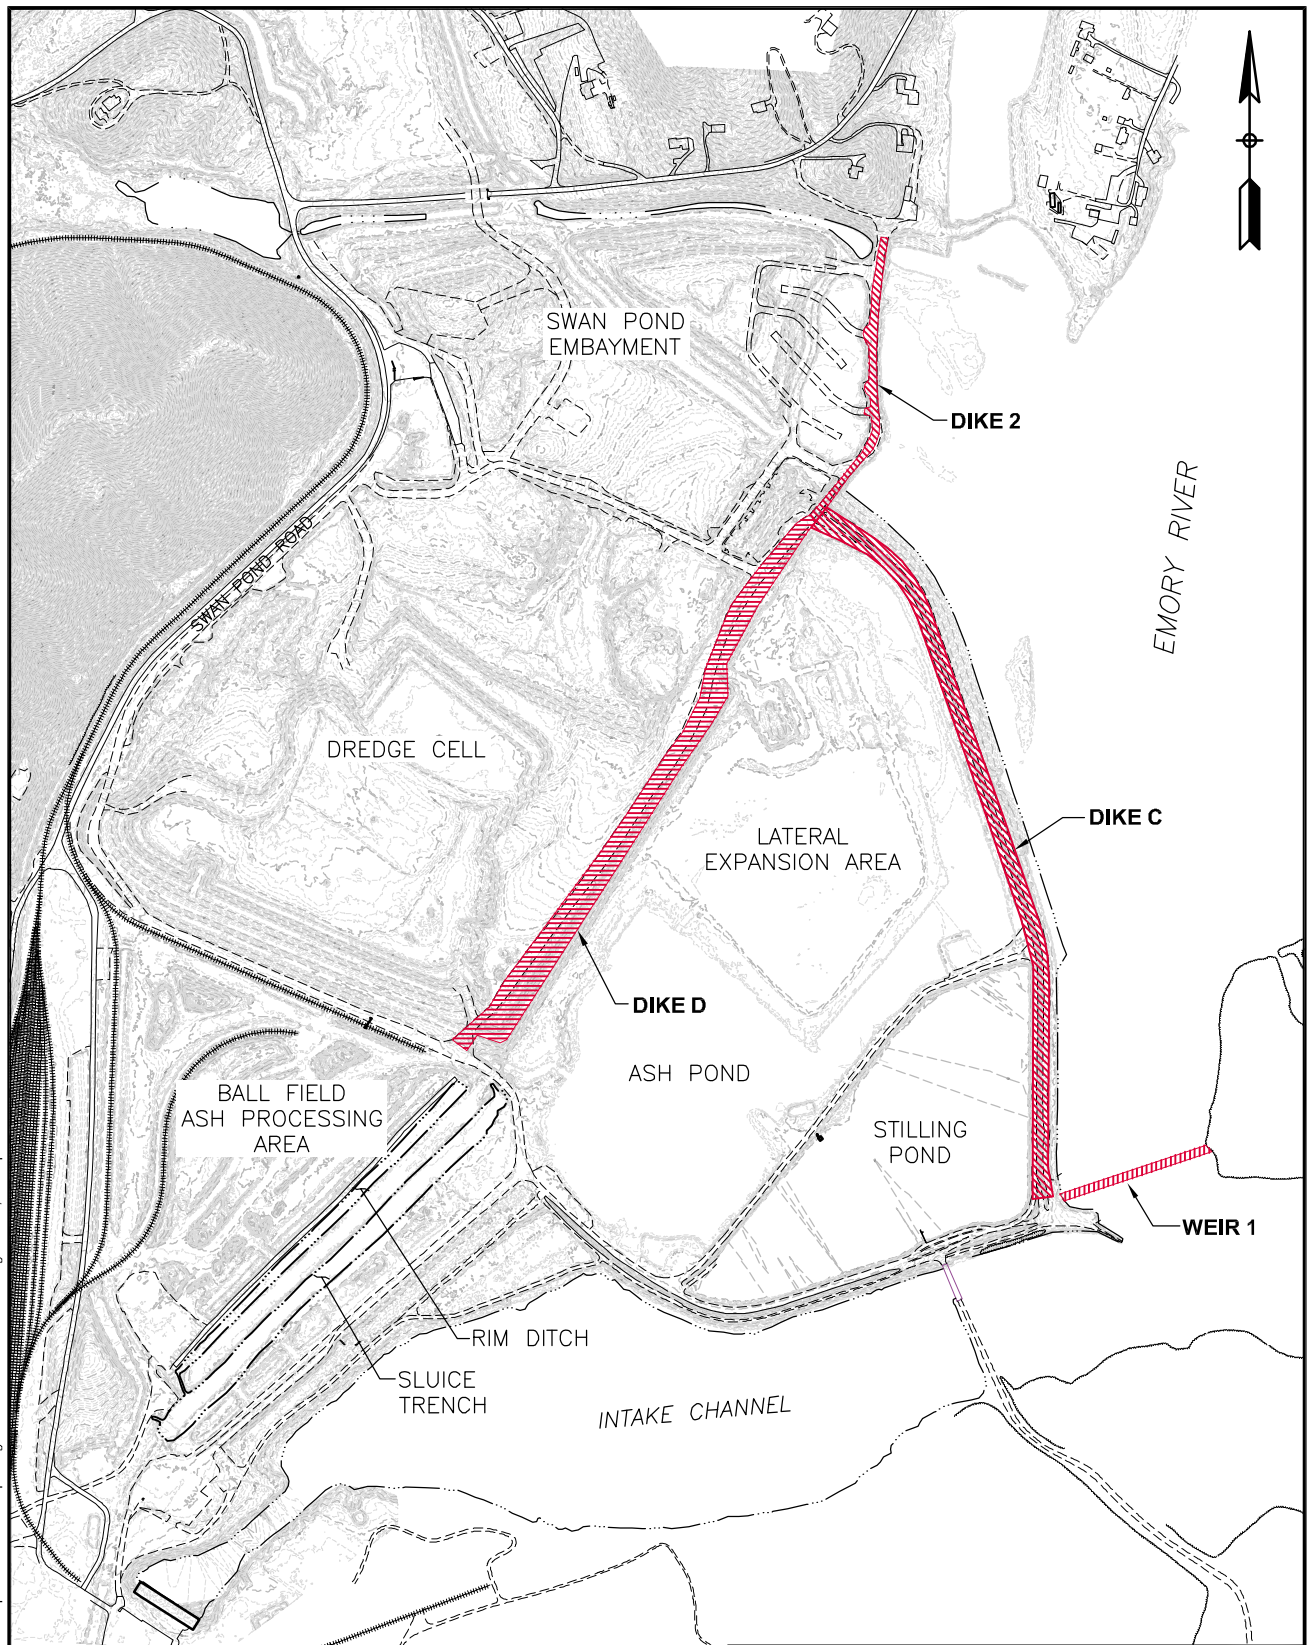 SWAN POND
EMBAYMENT
DIKE 2
EMORY RIVER
SWAN POND ROAD
DREDGE CELL
DIKE C
LATERAL
EXPANSION AREA
DIKE D
ASH POND
BALL FIELD
ASH PROCESSING
AREA
STILLING
POND
WEIR 1
RIM DITCH
SLUICE
TRENCH
INTAKE CHANNEL